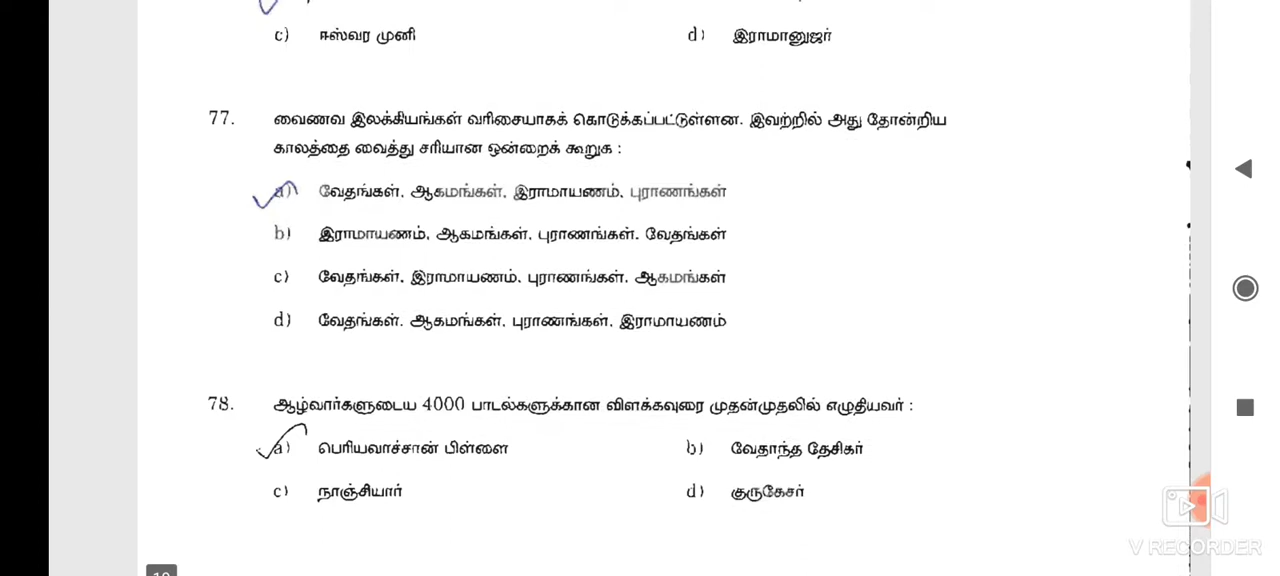 c) ஈஸ்வர முனி d) இராமானுஜர்
77. வைணவ இலக்கியங்கள் வரிசையாகக் கொடுக்கப்பட்டுள்ளன. இவற்றில் அது தோன்றிய
காலத்தை வைத்து சரியான ஒன்றைக் கூறுக :
a) வேதங்கள், ஆகமங்கள், இராமாயணம், புராணங்கள்
b) இராமாயணம், ஆகமங்கள், புராணங்கள், வேதங்கள்
c) வேதங்கள், இராமாயணம், புராணங்கள், ஆகமங்கள்
d) வேதங்கள், ஆகமங்கள், புராணங்கள், இராமாயணம்
78. ஆழ்வார்களுடைய 4000 பாடல்களுக்கான விளக்கவுரை முதன்முதலில் எழுதியவர் :
a) பெரியவாச்சான் பிள்ளை b) வேதாந்த தேசிகர்
c) நாஞ்சியார் d) குருகேசர்
V RECORDER